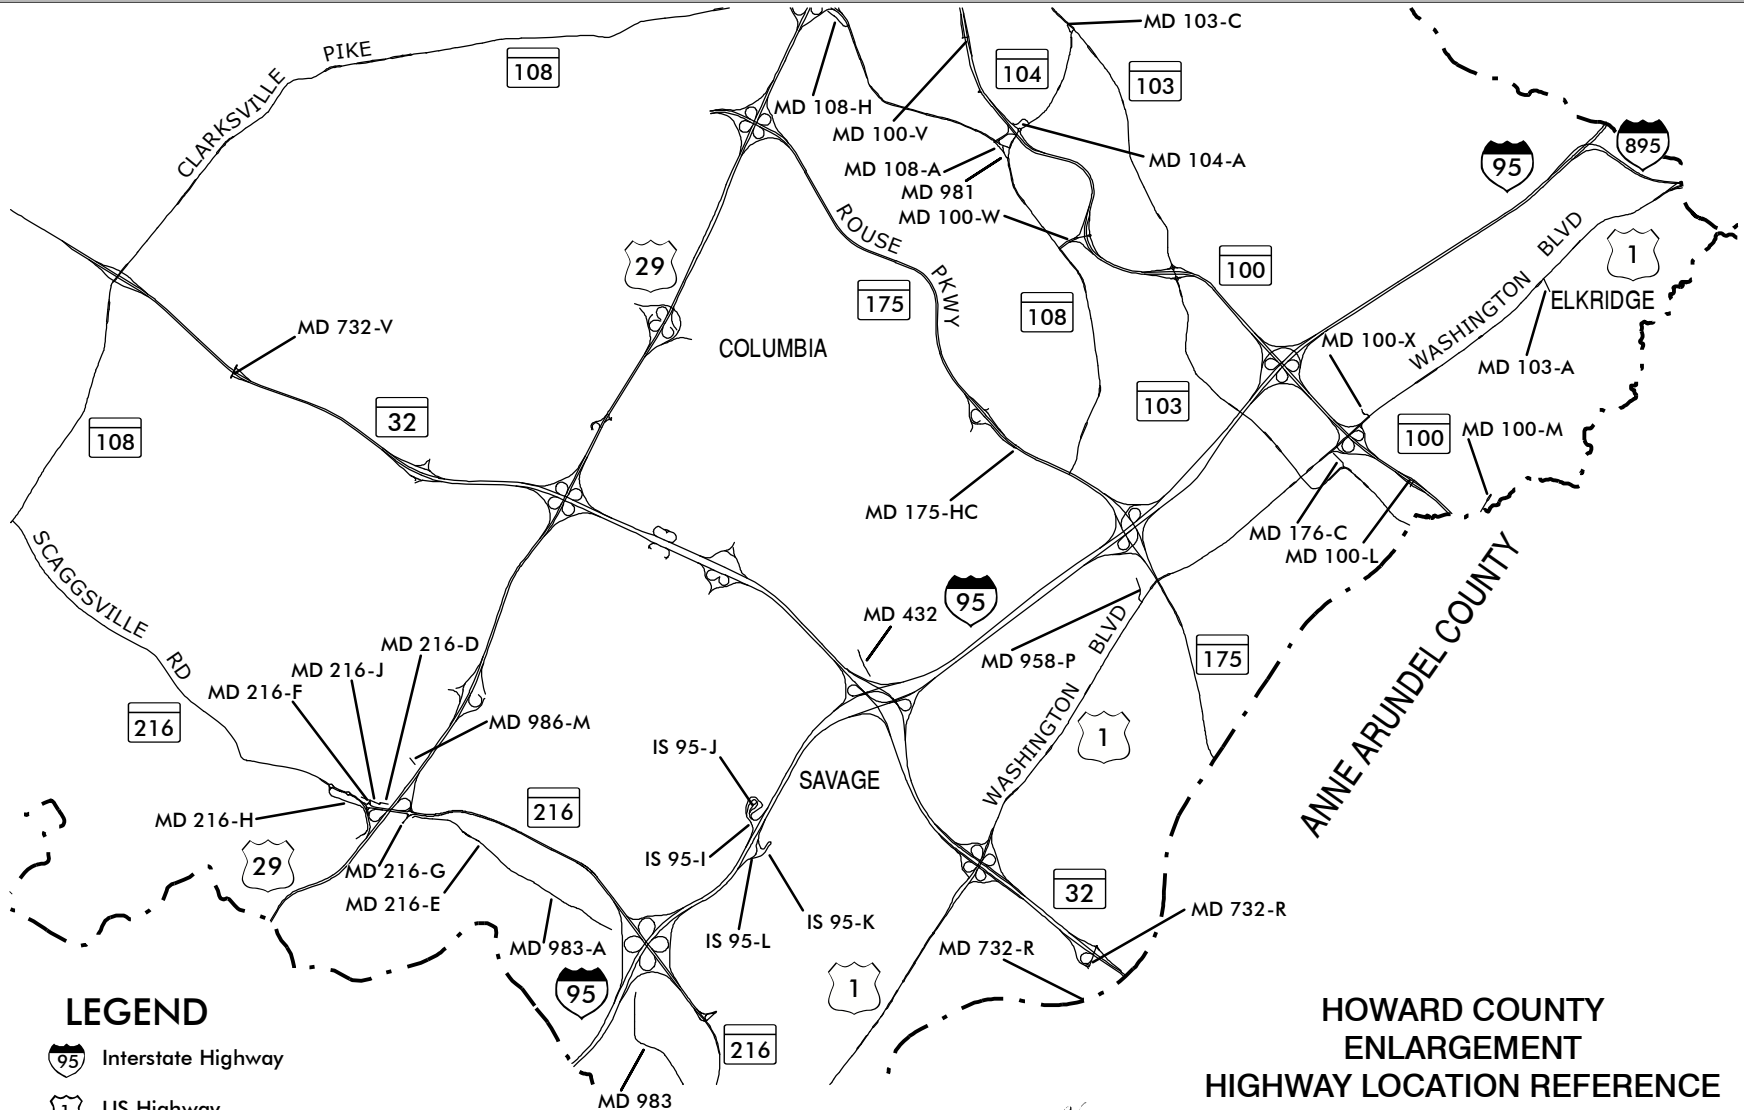 MD 103-C
PIKE
108
104
103
CLARKSVILLE
MD 108-H
MD 100-V
895
95
MD 108-A
MD 104-A
MD 981
MD 100-W
ROUSE
BLVD
1
29
100
PKWY
175
ELKRIDGE
108
WASHINGTON
MD 732-V
MD 100-X
COLUMBIA
MD 103-A
103
32
108
100
MD 100-M
MD 175-HC
MD 176-C
MD 100-L
SCAGGSVILLE
RD
95
MD 432
BLVD
MD 958-P
175
ANNE ARUNDEL COUNTY
MD 216-D
MD 216-J
MD 216-F
216
MD 986-M
WASHINGTON
1
IS 95-J
SAVAGE
216
MD 216-H
29
IS 95-I
MD 216-G
MD 216-E
32
MD 732-R
IS 95-K
IS 95-L
MD 983-A
MD 732-R
95
1
216
MD 983
LEGEND
95 Interstate Highway
1 US Highway
HOWARD COUNTY
ENLARGEMENT
HIGHWAY LOCATION REFERENCE